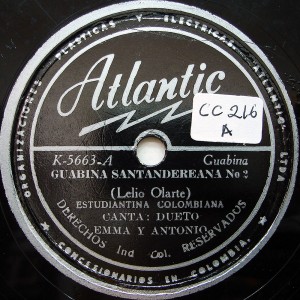 ORGANIZACIONES PLASTICAS Y ELECTRICAS, ATLANTIC, LTDA
Atlantic
CC 216
A
K-5663-A Guabina
GUABINA SANTANDEREANA No 2
(Lelio Olarte)
ESTUDIANTINA COLOMBIANA
CANTA: DUETO
EMMA Y ANTONIO
DERECHOS RESERVADOS
Ind Col.
CONCESIONARIOS EN COLOMBIA.